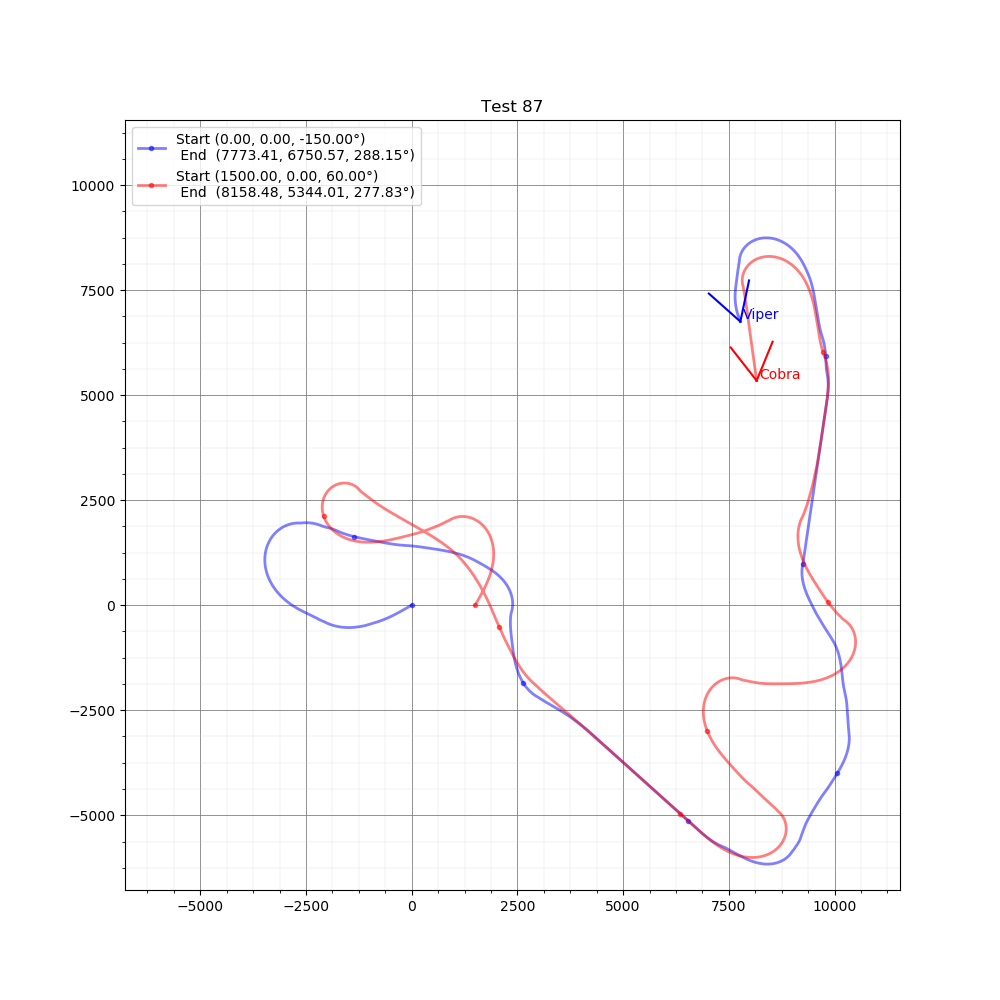 Test 87
Start (0.00, 0.00, -150.00°)
End (7773.41, 6750.57, 288.15°)
Start (1500.00, 0.00, 60.00°)
End (8158.48, 5344.01, 277.83°)
10000
7500
Viper
Cobra
5000
2500
0
−2500
−5000
−5000 −2500 0 2500 5000 7500 10000